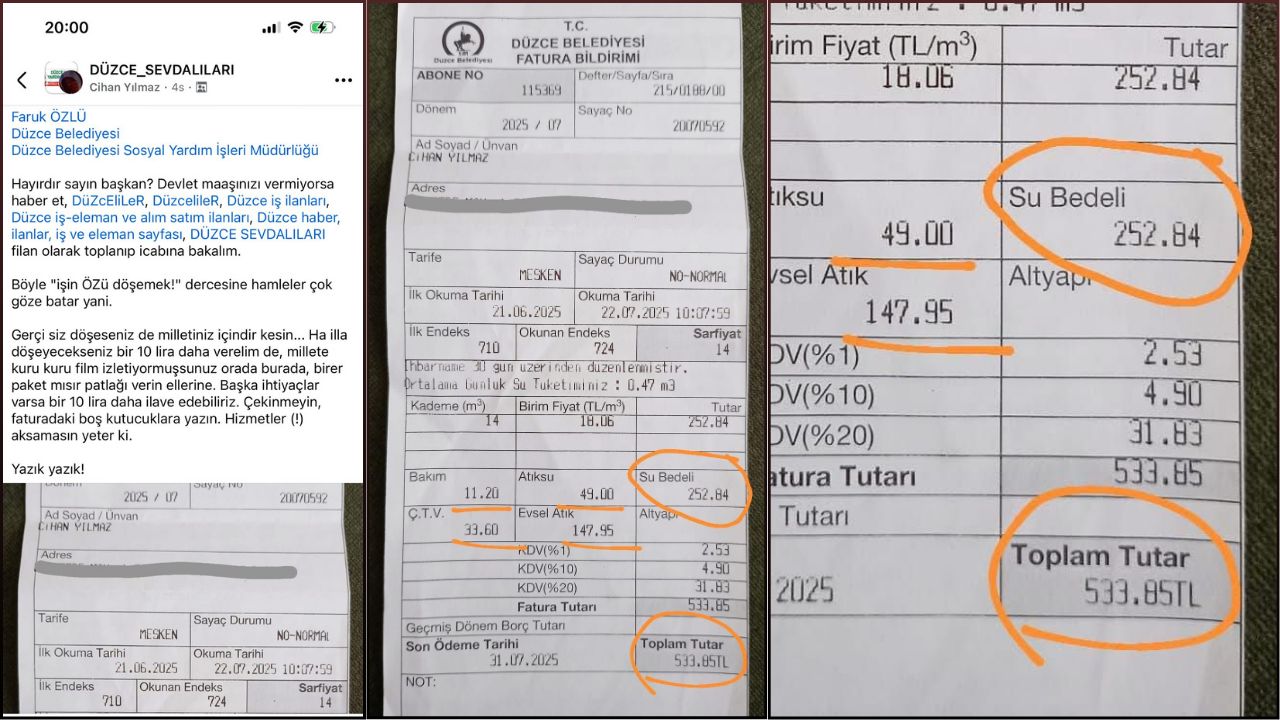 20:00
DÜZCE_SEVDALILARI
Cihan Yılmaz · 4s ·
Faruk ÖZLÜ
Düzce Belediyesi
Düzce Belediyesi Sosyal Yardım İşleri Müdürlüğü
Hayırdır sayın başkan? Devlet maaşınızı vermiyorsa
haber et, DüZcEliLeR, DüzcelileR, Düzce iş ilanları,
Düzce iş-eleman ve alım satım ilanları, Düzce haber,
ilanlar, iş ve eleman sayfası, DÜZCE SEVDALILARI
filan olarak toplanıp icabına bakalım.
Böyle "işin ÖZü döşemek!" dercesine hamleler çok
göze batar yani.
Gerçi siz döşeseniz de milletiniz içindir kesin... Ha illa
döşeyecekseniz bir 10 lira daha verelim de, millete
kuru kuru film izletiyormuşsunuz orada burada, birer
paket mısır patlağı verin ellerine. Başka ihtiyaçlar
varsa bir 10 lira daha ilave edebiliriz. Çekinmeyin,
faturadaki boş kutucuklara yazın. Hizmetler (!)
aksamasın yeter ki.
Yazık yazık!
Dönem Sayaç No
2025 / 07 20070592
Ad Soyad / Ünvan
CİHAN YILMAZ
Adres
Tarife Sayaç Durumu
MESKEN NO-NORMAL
İlk Okuma Tarihi Okuma Tarihi
21.06.2025 22.07.2025 10:07:59
İlk Endeks Okunan Endeks Sarfiyat
710 724 14
T.C.
DÜZCE BELEDİYESİ
FATURA BİLDİRİMİ
Düzce Belediyesi
ABONE NO Defter/Sayfa/Sıra
115369 215/0188/00
Dönem Sayaç No
2025 / 07 20070592
Ad Soyad / Ünvan
CİHAN YILMAZ
Adres
Tarife Sayaç Durumu
MESKEN NO-NORMAL
İlk Okuma Tarihi Okuma Tarihi
21.06.2025 22.07.2025 10:07:59
İlk Endeks Okunan Endeks Sarfiyat
710 724 14
İhbarname 30 gün üzerinden düzenlenmistir.
Ortalama Günlük Su Tüketiminiz : 0.47 m3
Kademe (m³) Birim Fiyat (TL/m³) Tutar
14 18.06 252.84
Bakım Atıksu Su Bedeli
11.20 49.00 252.84
Ç.T.V. Evsel Atık Altyapı
33.60 147.95
KDV(%1) 2.53
KDV(%10) 4.90
KDV(%20) 31.83
Fatura Tutarı 533.85
Geçmiş Dönem Borç Tutarı
Son Ödeme Tarihi Toplam Tutar
31.07.2025 533.85TL
NOT:
: 0.47 m3
irim Fiyat (TL/m³) Tutar
18.06 252.84
tıksu Su Bedeli
49.00 252.84
vsel Atık Altyapı
147.95
DV(%1) 2.53
DV(%10) 4.90
DV(%20) 31.83
atura Tutarı 533.85
Tutarı
Toplam Tutar
2025 533.85TL